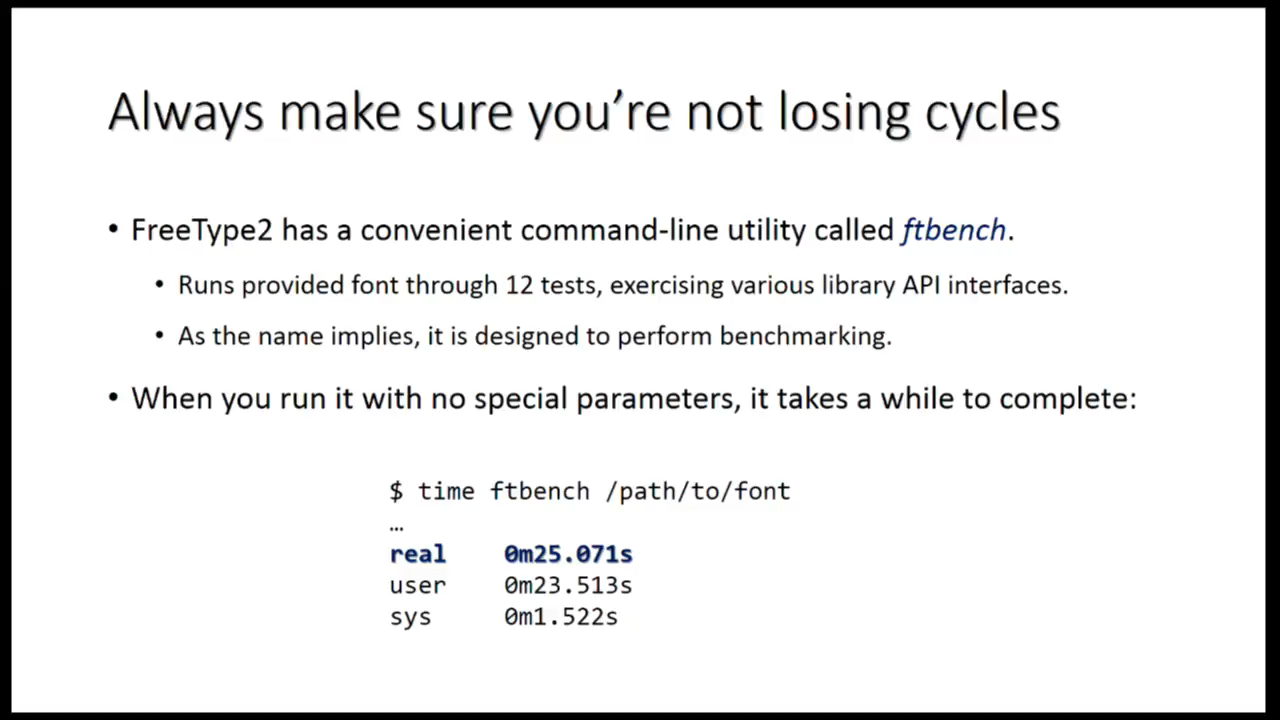 Always make sure you’re not losing cycles
• FreeType2 has a convenient command-line utility called ftbench.
• Runs provided font through 12 tests, exercising various library API interfaces.
• As the name implies, it is designed to perform benchmarking.
• When you run it with no special parameters, it takes a while to complete:
$ time ftbench /path/to/font
…
real 0m25.071s
user 0m23.513s
sys 0m1.522s